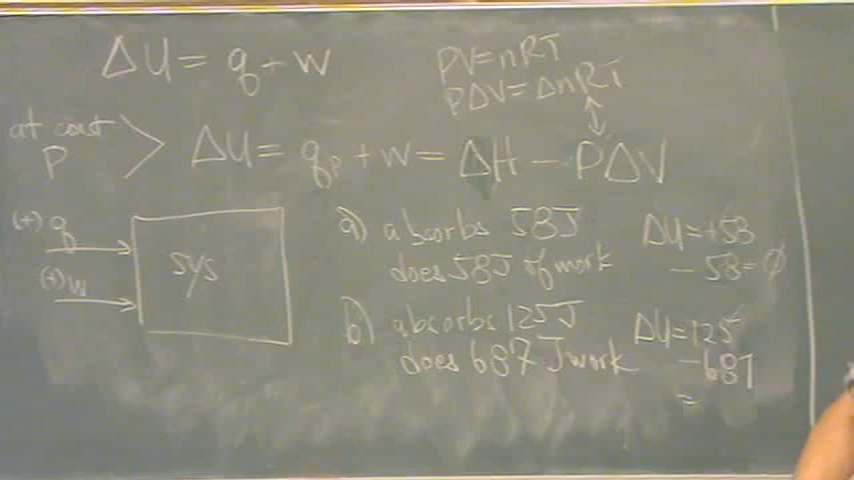 ΔU = q + w
PV = nRT
PΔV = ΔnRT
at const P > ΔU = qp + w = ΔH − PΔV
(+) q
(+) w
sys
a) absorbs 58J
does 58J of work
ΔU = +58
− 58 = ∅
b) absorbs 125J
does 687 J work
ΔU = 125
− 687
=